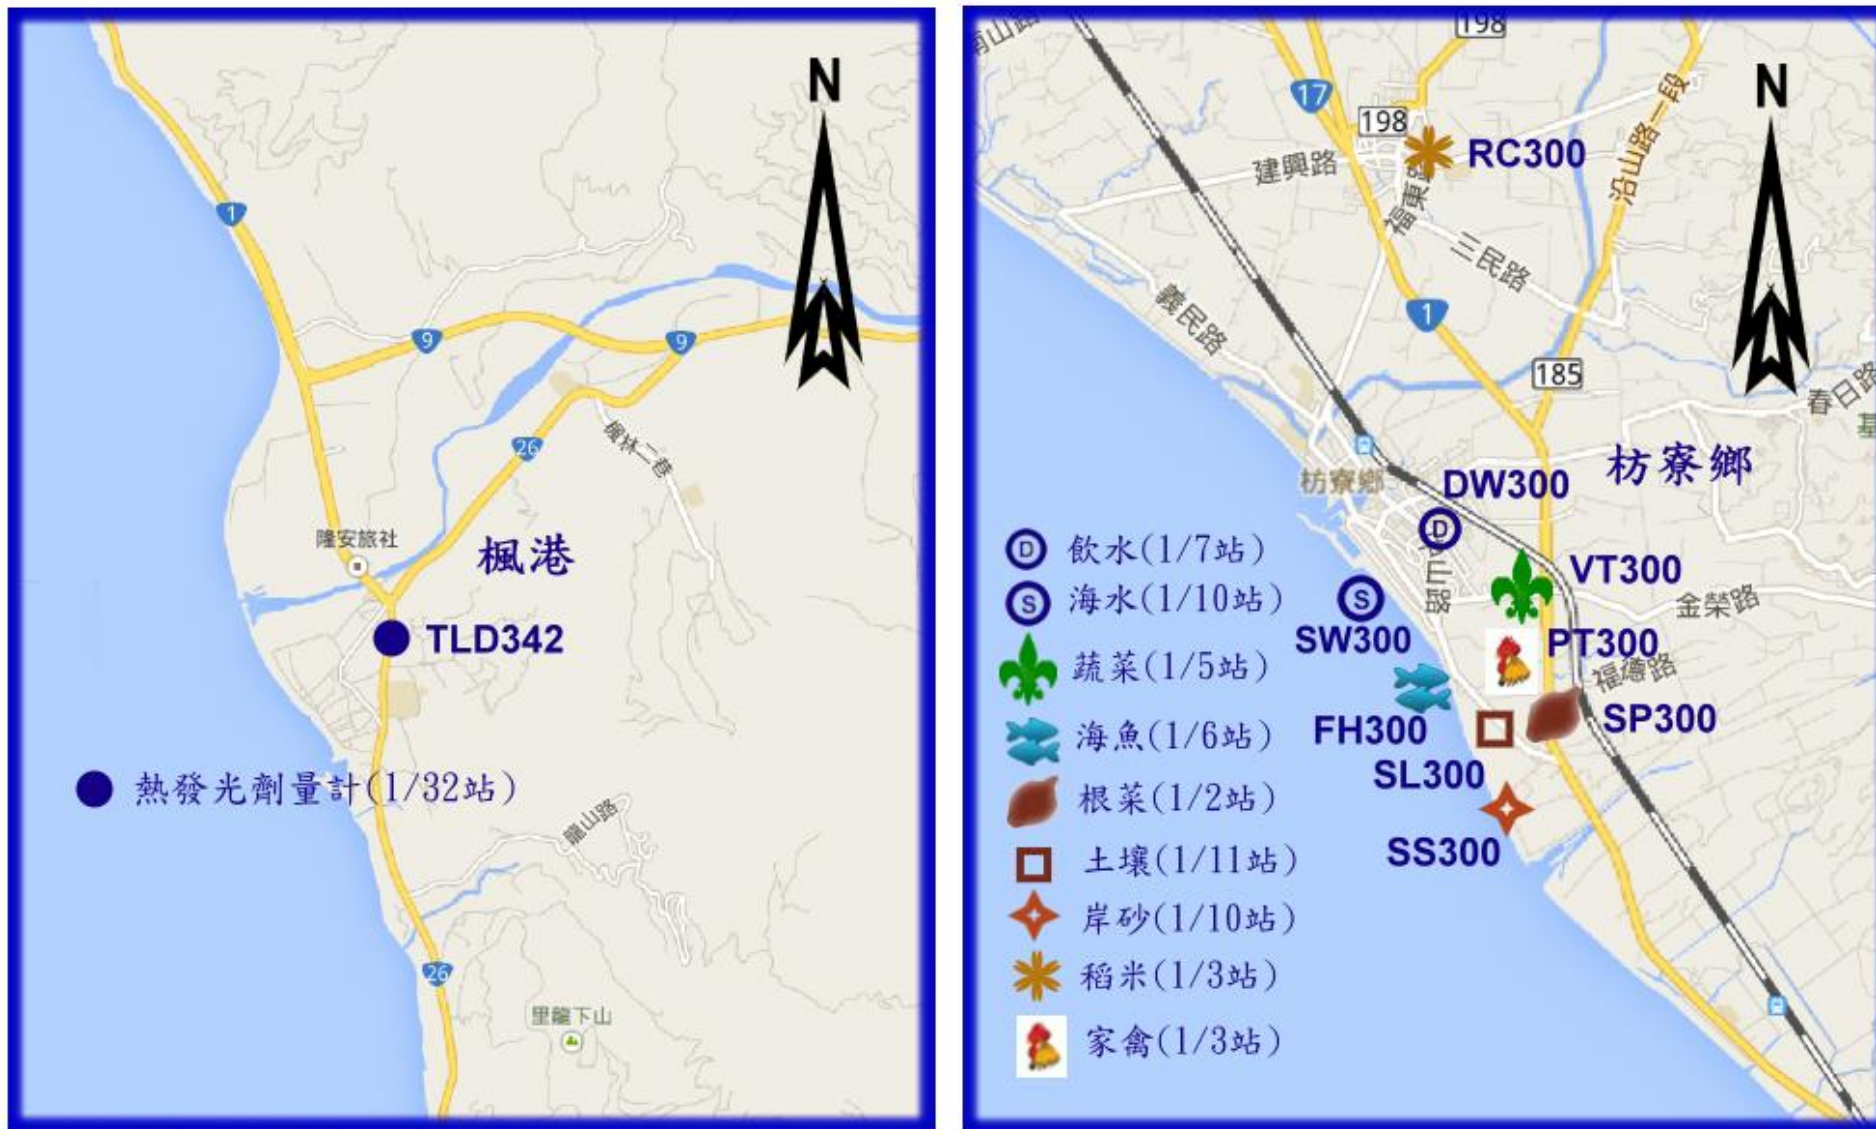 N
1
9
9
26
楓林二巷
隆安旅社
楓港
TLD342
熱發光劑量計(1/32站)
龍山路
26
里龍下山
198
N
17
198
RC300
建興路
沿山路一段
福東路
三民路
義民路
1
185
春日路
枋寮鄉
枋寮鄉
DW300
D
VT300
金榮路
S
SW300
PT300
福德路
FH300
SP300
SL300
SS300
D 飲水(1/7站)
S 海水(1/10站)
蔬菜(1/5站)
海魚(1/6站)
根菜(1/2站)
土壤(1/11站)
岸砂(1/10站)
稻米(1/3站)
家禽(1/3站)